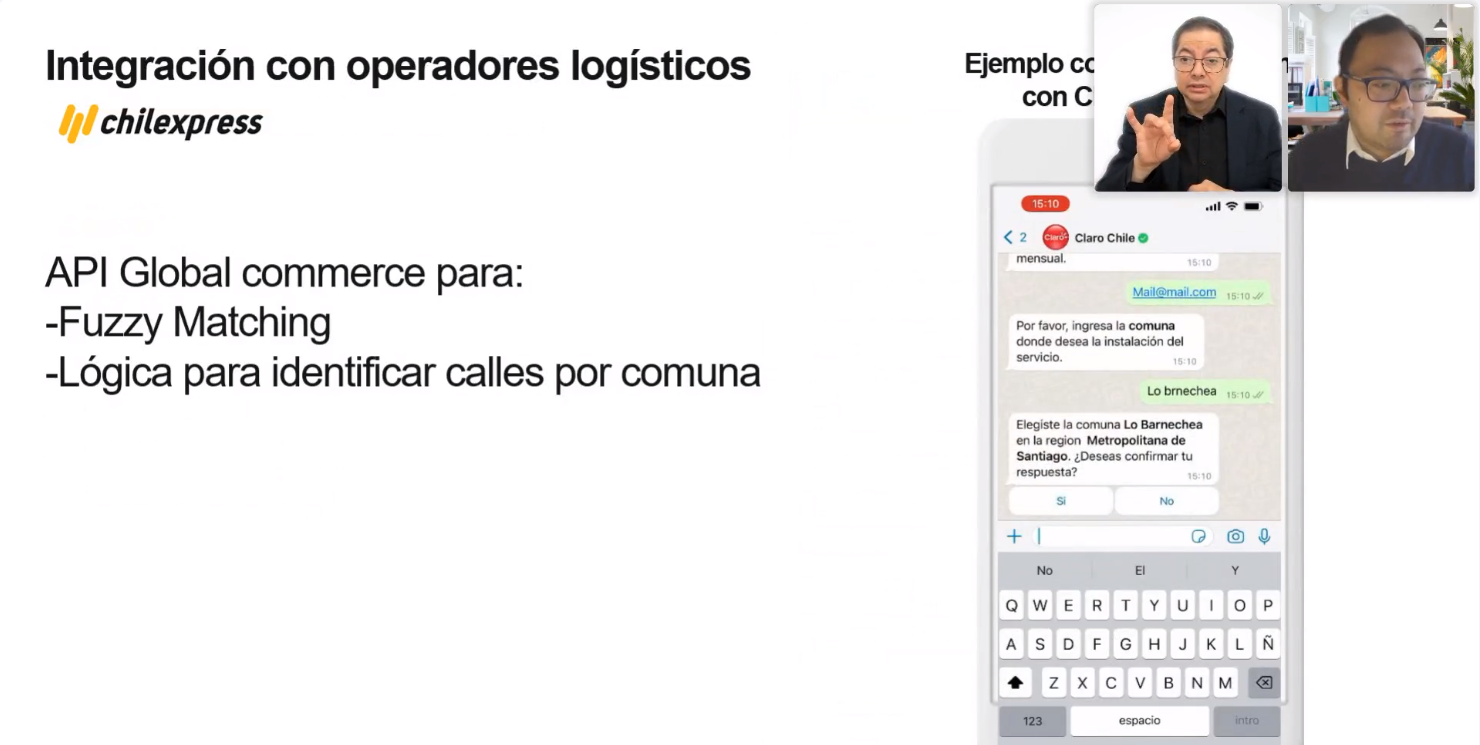 Integración con operadores logísticos
chilexpress
API Global commerce para:
-Fuzzy Matching
-Lógica para identificar calles por comuna
Ejemplo
con
15:10
2
Claro
Claro Chile
mensual.
15:10
Mail@mail.com
15:10
Por favor, ingresa la comuna
donde desea la instalación del
servicio.
15:10
Lo brnechea
15:10
Elegiste la comuna Lo Barnechea
en la region Metropolitana de
Santiago. ¿Deseas confirmar tu
respuesta?
15:10
Si No
No El Y
Q W E R T Y U I O P
A S D F G H J K L Ñ
Z X C V B N M
123 espacio intro